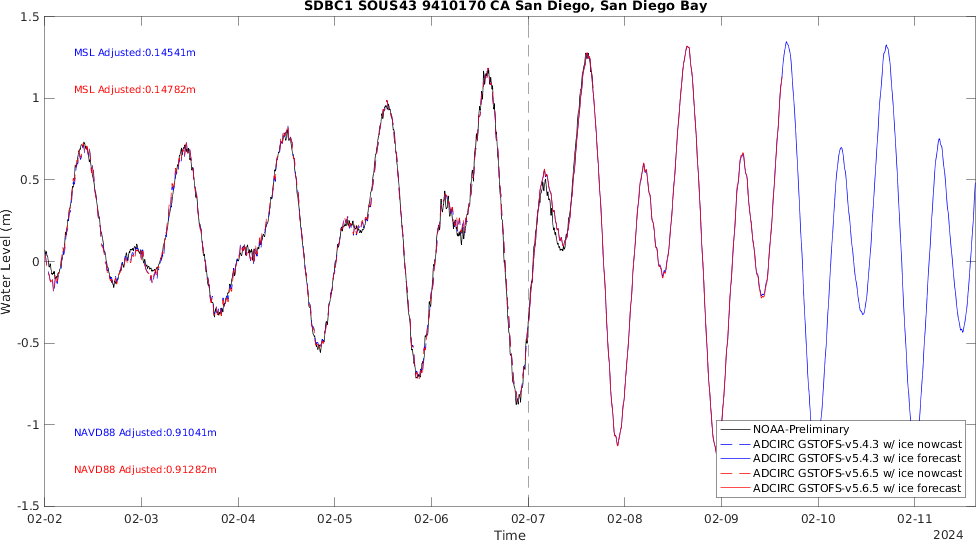 SDBC1 SOUS43 9410170 CA San Diego, San Diego Bay
1.5
MSL Adjusted:0.14541m
MSL Adjusted:0.14782m
1
0.5
0
-0.5
-1
-1.5
Water Level (m)
NAVD88 Adjusted:0.91041m
NAVD88 Adjusted:0.91282m
NOAA-Preliminary
ADCIRC GSTOFS-v5.4.3 w/ ice nowcast
ADCIRC GSTOFS-v5.4.3 w/ ice forecast
ADCIRC GSTOFS-v5.6.5 w/ ice nowcast
ADCIRC GSTOFS-v5.6.5 w/ ice forecast
02-02 02-03 02-04 02-05 02-06 02-07 02-08 02-09 02-10 02-11
Time
2024